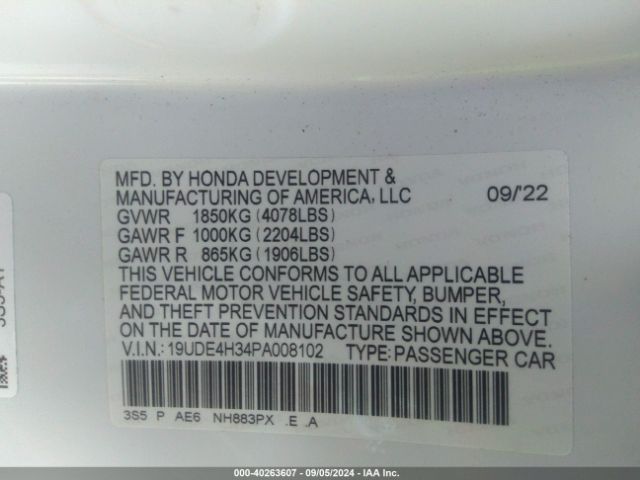 MFD. BY HONDA DEVELOPMENT &
MANUFACTURING OF AMERICA, LLC 09/22
GVWR 1850KG (4078LBS)
GAWR F 1000KG (2204LBS)
GAWR R 865KG (1906LBS)
THIS VEHICLE CONFORMS TO ALL APPLICABLE
FEDERAL MOTOR VEHICLE SAFETY, BUMPER,
AND THEFT PREVENTION STANDARDS IN EFFECT
ON THE DATE OF MANUFACTURE SHOWN ABOVE.
V.I.N.: 19UDE4H34PA008102 TYPE: PASSENGER CAR
3S5 P AE6 NH883PX .E .A
000-40263607 - 09/05/2024 - IAA Inc.